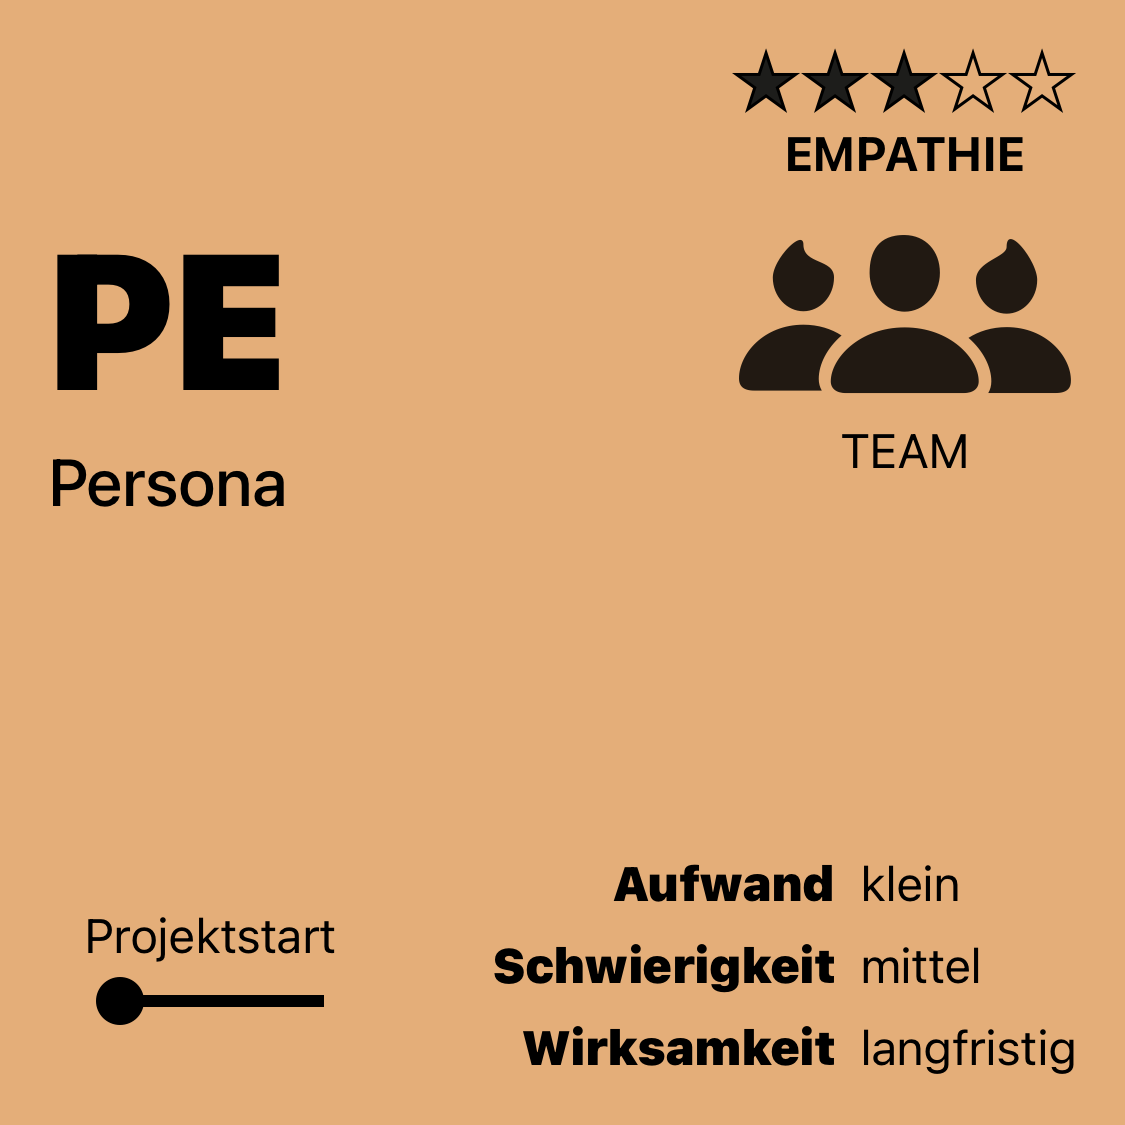 ★★★☆☆
EMPATHIE
PE
Persona
TEAM
Projektstart
Aufwand klein
Schwierigkeit mittel
Wirksamkeit langfristig